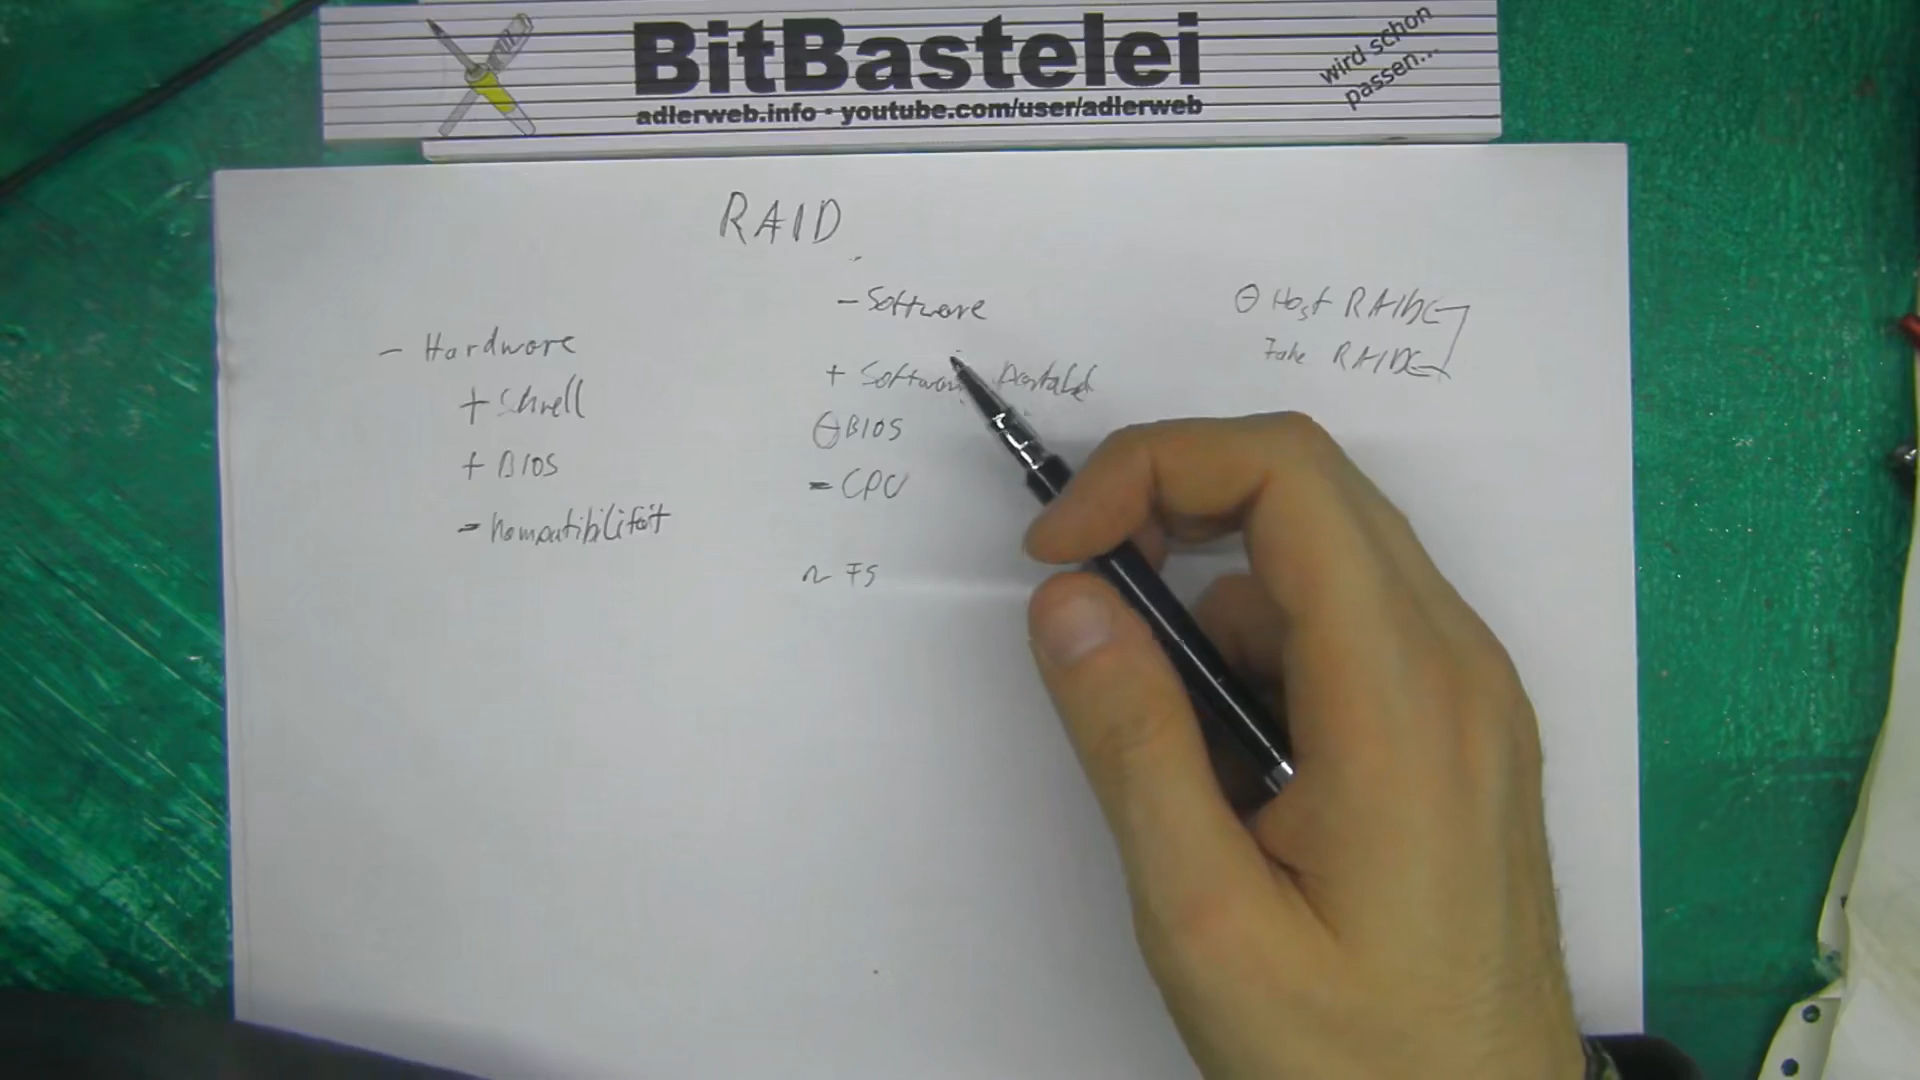 BitBastelei
adlerweb.info - youtube.com/user/adlerweb
wird schon
passen...
RAID
- Hardware
+ Schnell
+ BIOS
- Kompatibilität
- Software
+ Software
⊖ BIOS
- CPU
~ FS
⊖ Host RAID
Fake RAID